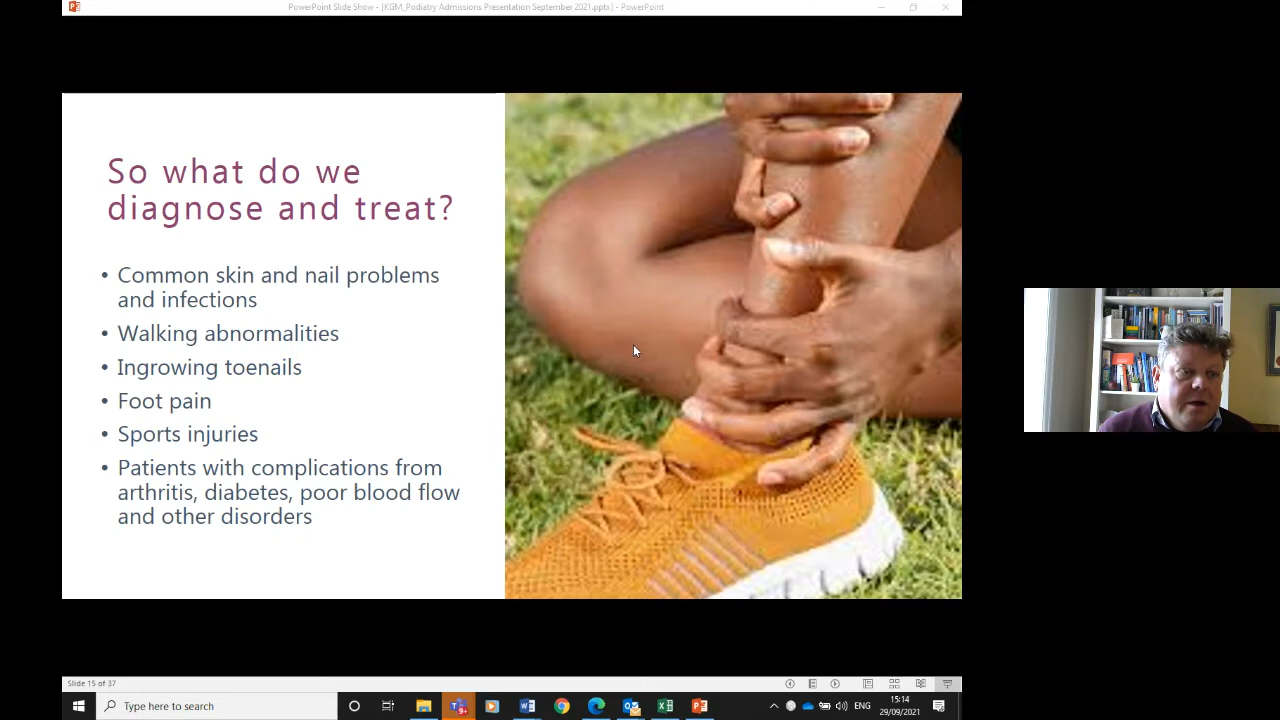 PowerPoint Slide Show - [KGM_Podiatry Admissions Presentation September 2021.pptx] - PowerPoint
So what do we
diagnose and treat?
• Common skin and nail problems
and infections
• Walking abnormalities
• Ingrowing toenails
• Foot pain
• Sports injuries
• Patients with complications from
arthritis, diabetes, poor blood flow
and other disorders
Slide 15 of 37
Type here to search
9+
ENG
15:14
29/09/2021